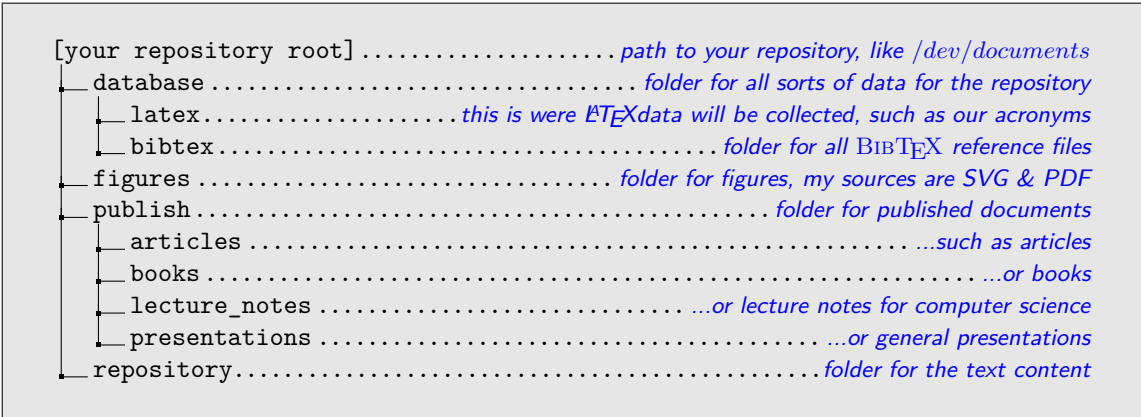 [your repository root]......................path to your repository, like /dev/documents
database....................................folder for all sorts of data for the repository
latex......................this is were LATEXdata will be collected, such as our acronyms
bibtex............................................folder for all BIBTEX reference files
figures...................................folder for figures, my sources are SVG & PDF
publish.................................................folder for published documents
articles.........................................................…such as articles
books..................................................................…or books
lecture_notes...............................…or lecture notes for computer science
presentations...........................................…or general presentations
repository..................................................folder for the text content